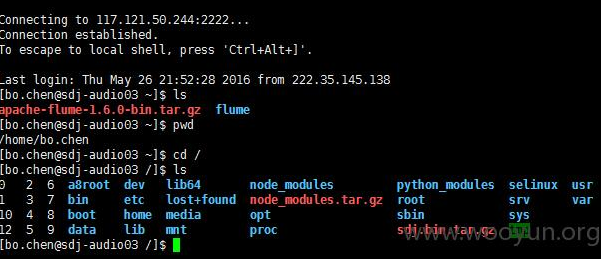 Connecting to 117.121.50.244:2222...
Connection established.
To escape to local shell, press 'Ctrl+Alt+]'.
Last login: Thu May 26 21:52:28 2016 from 222.35.145.138
[bo.chen@sdj-audio03 ~]$ ls
apache-flume-1.6.0-bin.tar.gz flume
[bo.chen@sdj-audio03 ~]$ pwd
/home/bo.chen
[bo.chen@sdj-audio03 ~]$ cd /
[bo.chen@sdj-audio03 /]$ ls
0 2 6 a8root dev lib64 node_modules python_modules selinux usr
1 3 7 bin etc lost+found node_modules.tar.gz root srv var
10 4 8 boot home media opt sbin sys
12 5 9 data lib mnt proc sdj-bin.tar.gz tmp
[bo.chen@sdj-audio03 /]$
www.wooyun.org